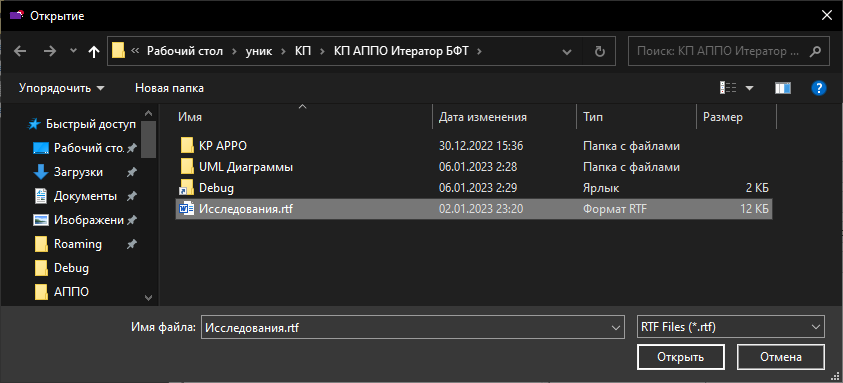 Открытие
« Рабочий стол › уник › КП › КП АППО Итератор БФТ ›
Поиск: КП АППО Итератор ...
Упорядочить Новая папка
Имя Дата изменения Тип Размер
Быстрый доступ
Рабочий сто.
Загрузки
Документы
Изображени
Roaming
Debug
АППО
KP APPO 30.12.2022 15:36 Папка с файлами
UML Диаграммы 06.01.2023 2:28 Папка с файлами
Debug 06.01.2023 2:29 Ярлык 2 КБ
Исследования.rtf 02.01.2023 23:20 Формат RTF 12 КБ
Имя файла: Исследования.rtf RTF Files (*.rtf)
Открыть Отмена